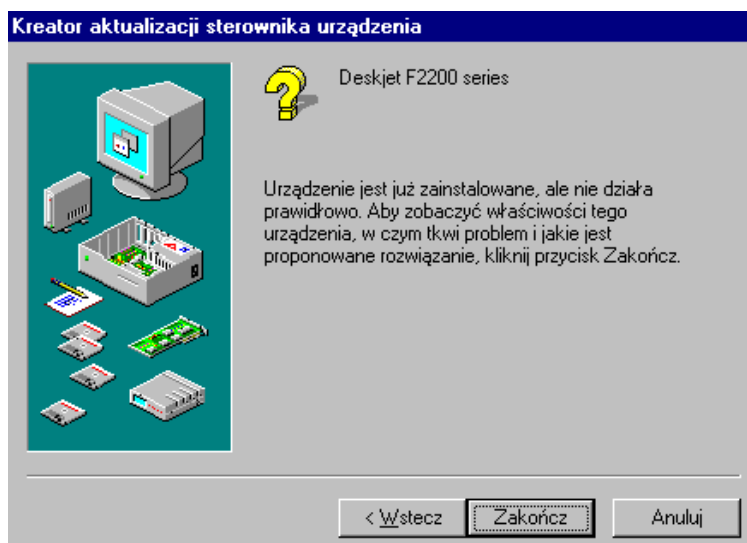 Kreator aktualizacji sterownika urządzenia
Deskjet F2200 series
Urządzenie jest już zainstalowane, ale nie działa
prawidłowo. Aby zobaczyć właściwości tego
urządzenia, w czym tkwi problem i jakie jest
proponowane rozwiązanie, kliknij przycisk Zakończ.
< Wstecz
Zakończ
Anuluj